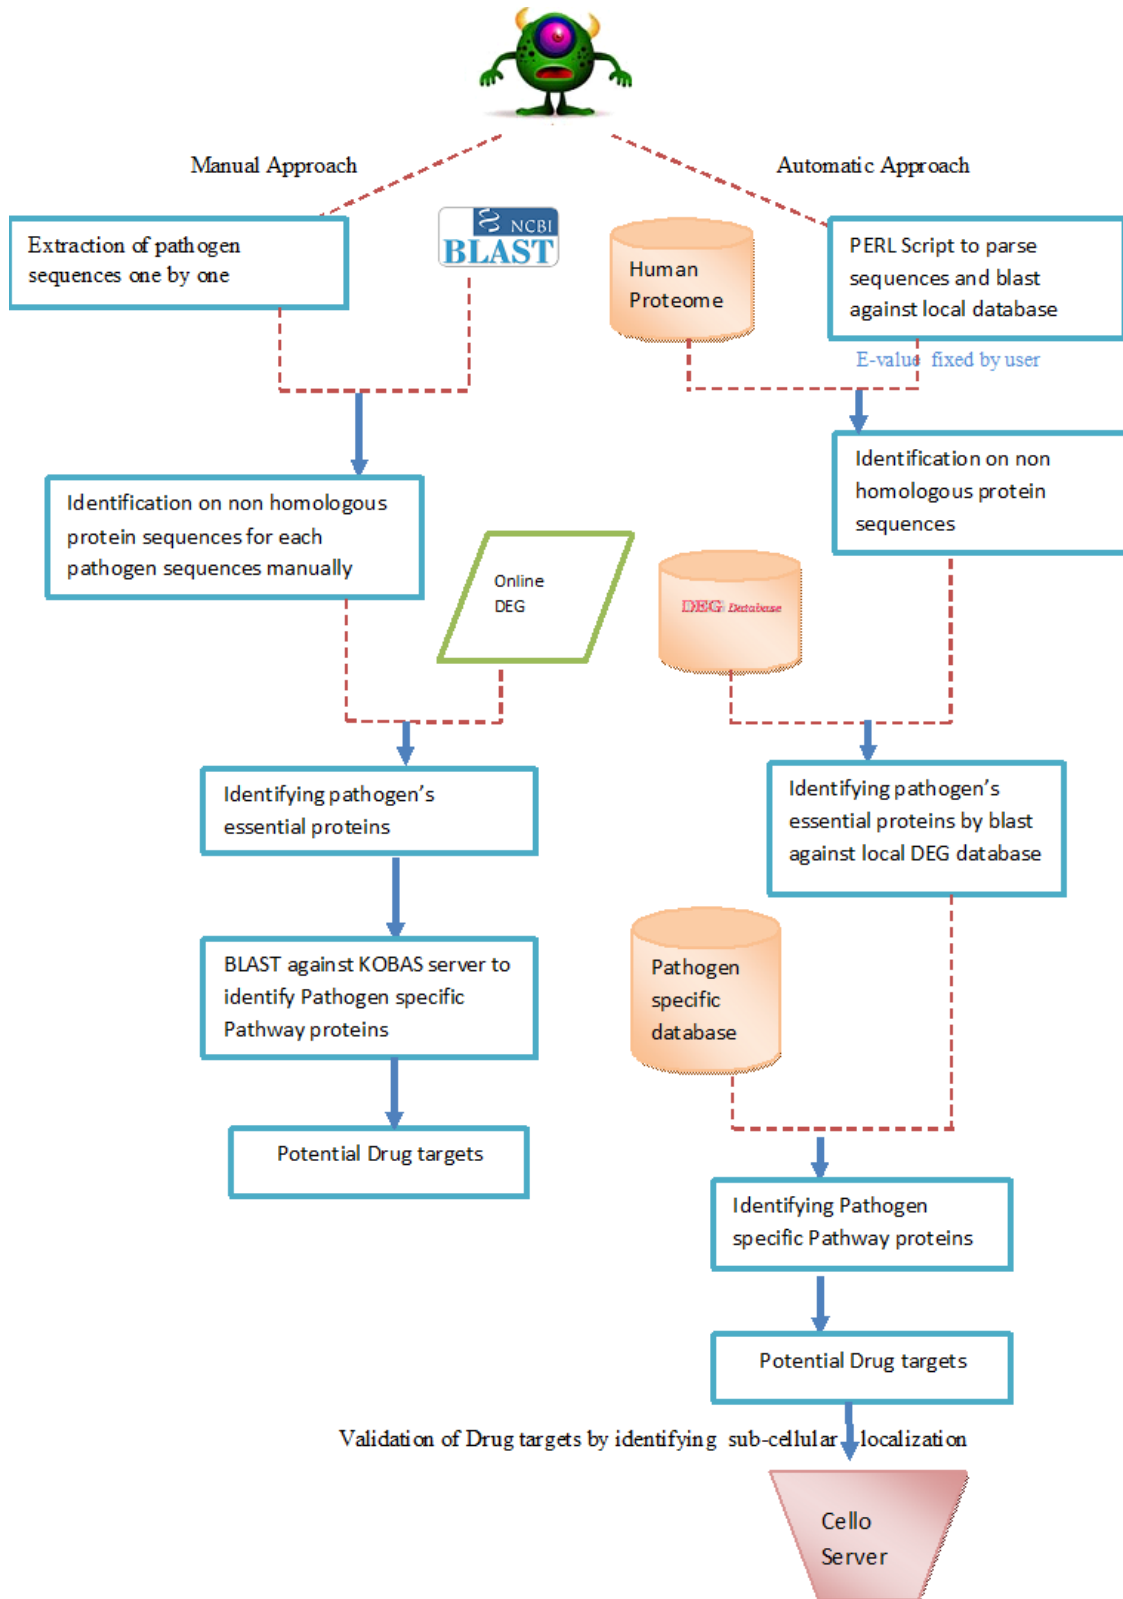 Manual Approach
Automatic Approach
Extraction of pathogen
sequences one by one
NCBI
BLAST
Human
Proteome
PERL Script to parse
sequences and blast
against local database
E-value fixed by user
Identification on non homologous
protein sequences for each
pathogen sequences manually
Identification on non
homologous protein
sequences
Online
DEG
DEG Database
Identifying pathogen’s
essential proteins
Identifying pathogen’s
essential proteins by blast
against local DEG database
BLAST against KOBAS server to
identify Pathogen specific
Pathway proteins
Pathogen
specific
database
Potential Drug targets
Identifying Pathogen
specific Pathway proteins
Potential Drug targets
Validation of Drug targets by identifying sub-cellular localization
Cello
Server